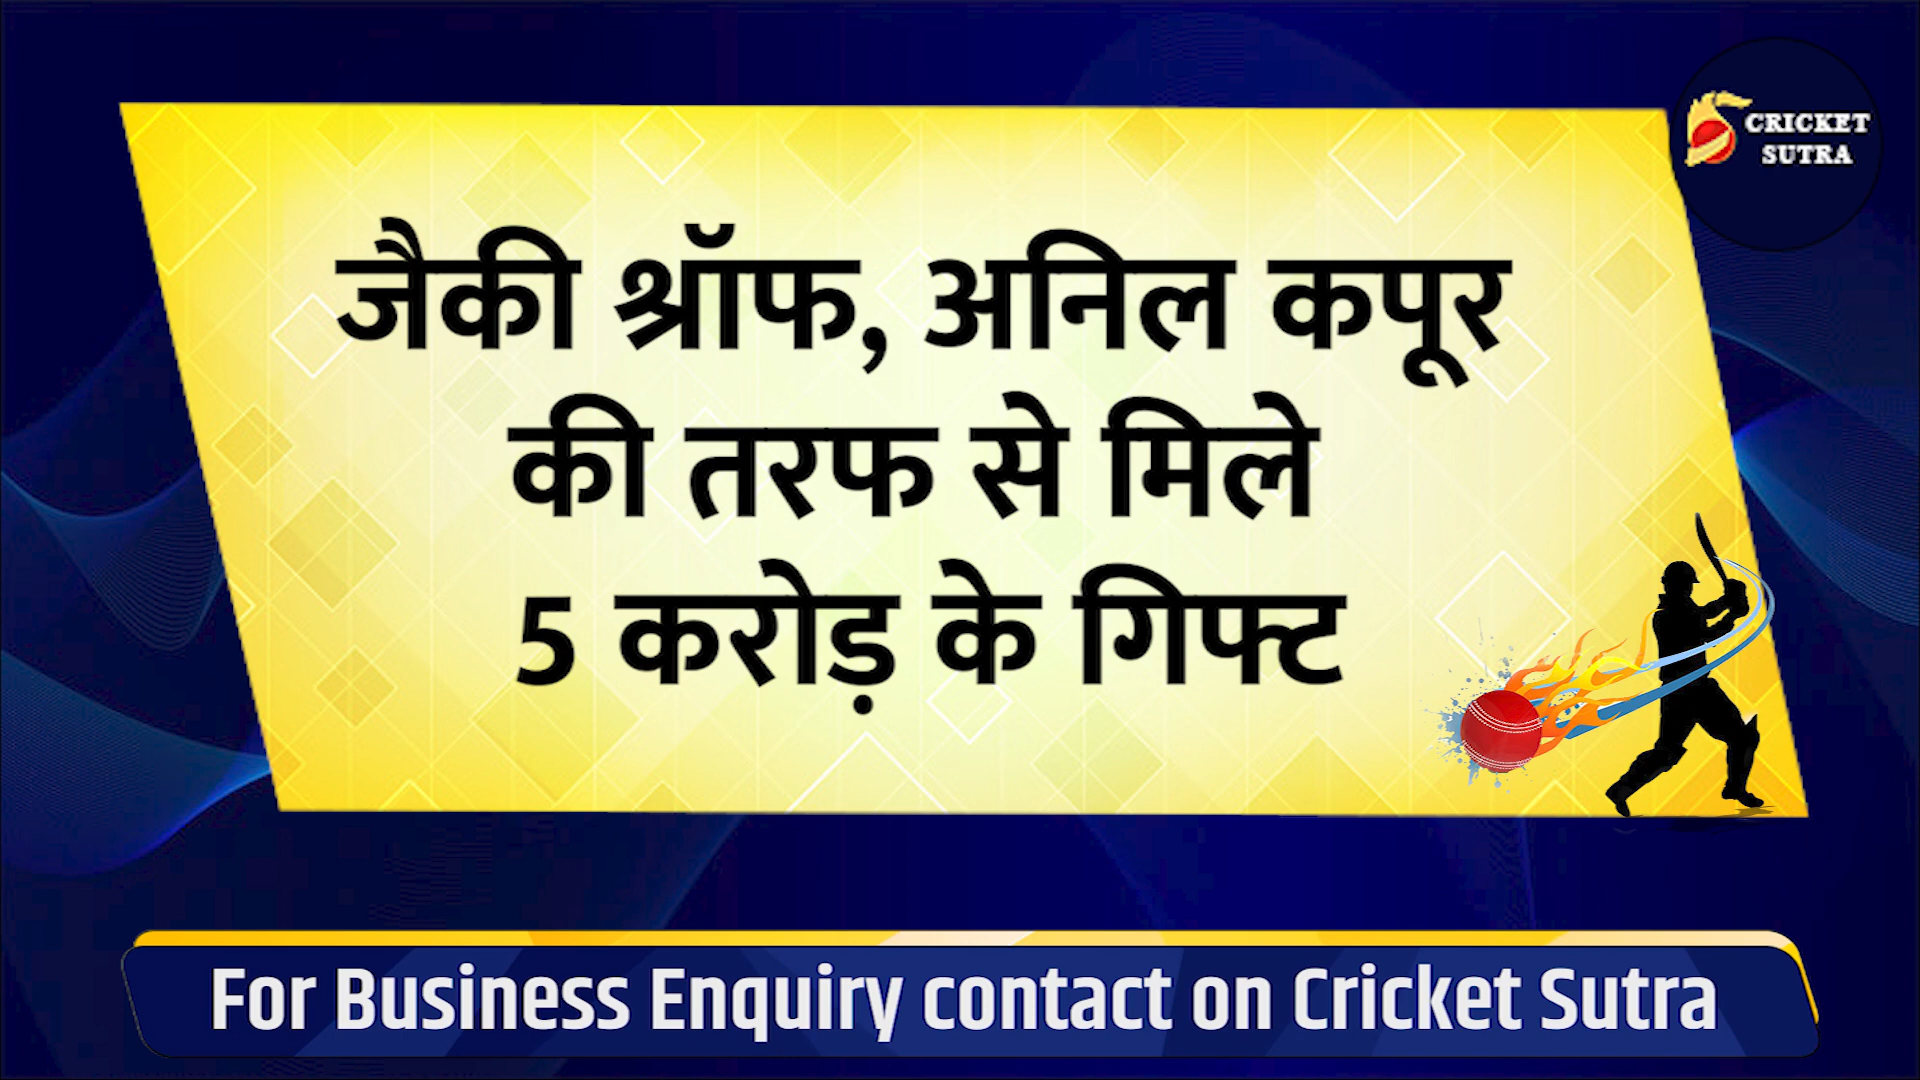 CRICKET
SUTRA
जैकी श्रॉफ, अनिल कपूर
की तरफ से मिले
5 करोड़ के गिफ्ट
For Business Enquiry contact on Cricket Sutra